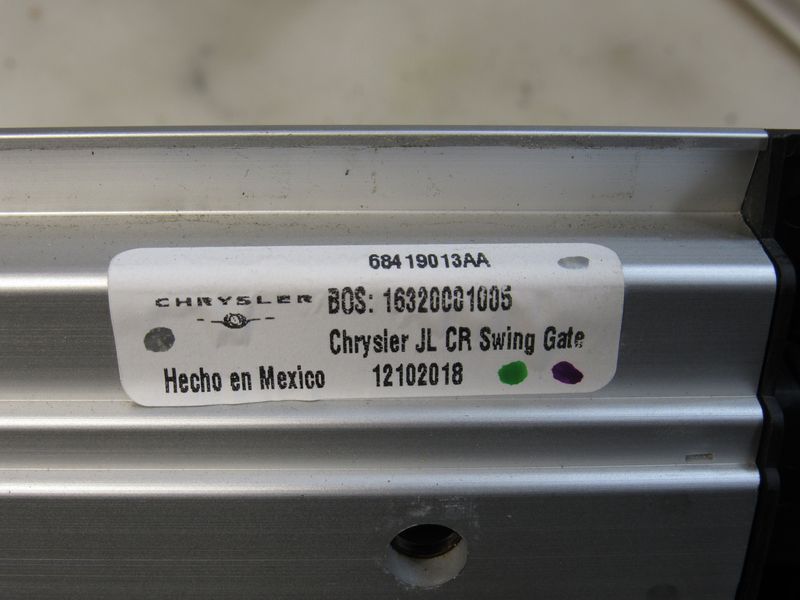 68419013AA
CHRYSLER
BOS: 16320001005
Chrysler JL CR Swing Gate
Hecho en Mexico 12102018